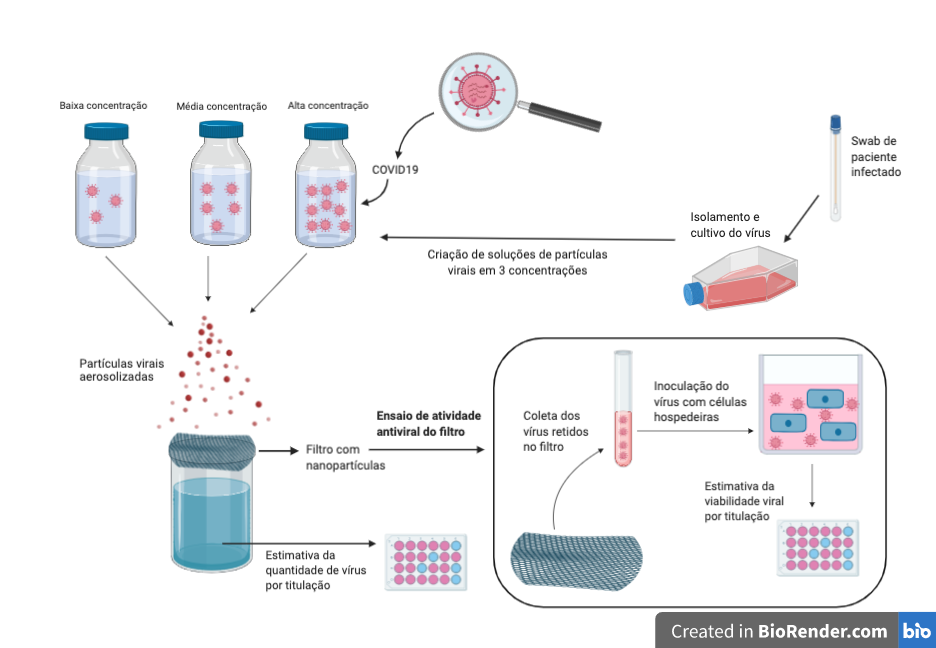 Baixa concentração
Média concentração
Alta concentração
COVID19
Swab de
paciente
infectado
Isolamento e
cultivo do vírus
Criação de soluções de partículas
virais em 3 concentrações
Partículas virais
aerosolizadas
Filtro com
nanopartículas
Ensaio de atividade
antiviral do filtro
Estimativa da
quantidade de vírus
por titulação
Coleta dos
vírus retidos
no filtro
Inoculação do
vírus com células
hospedeiras
Estimativa da
viabilidade viral
por titulação
Created in BioRender.com bio